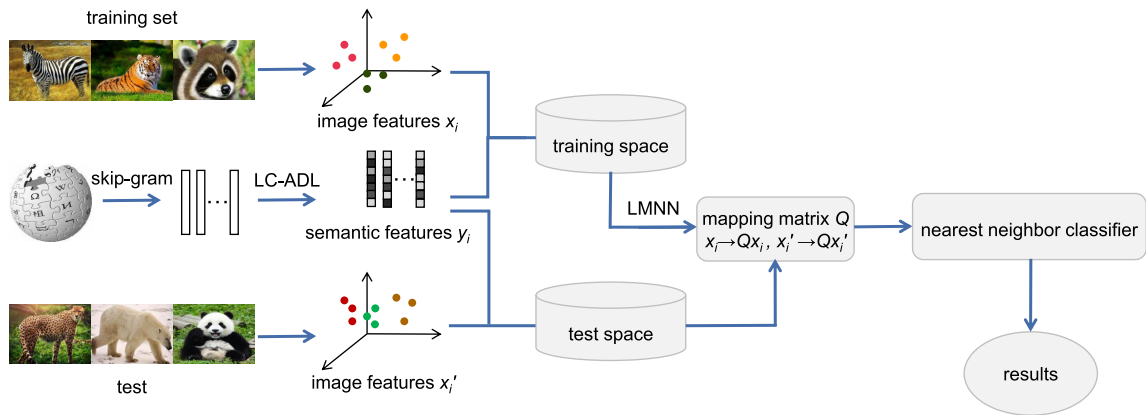 training set
image features xᵢ
skip-gram
LC-ADL
semantic features yᵢ
test
image features xᵢ'
training space
LMNN
test space
mapping matrix Q
xᵢ→Qxᵢ, xᵢ'→Qxᵢ'
nearest neighbor classifier
results